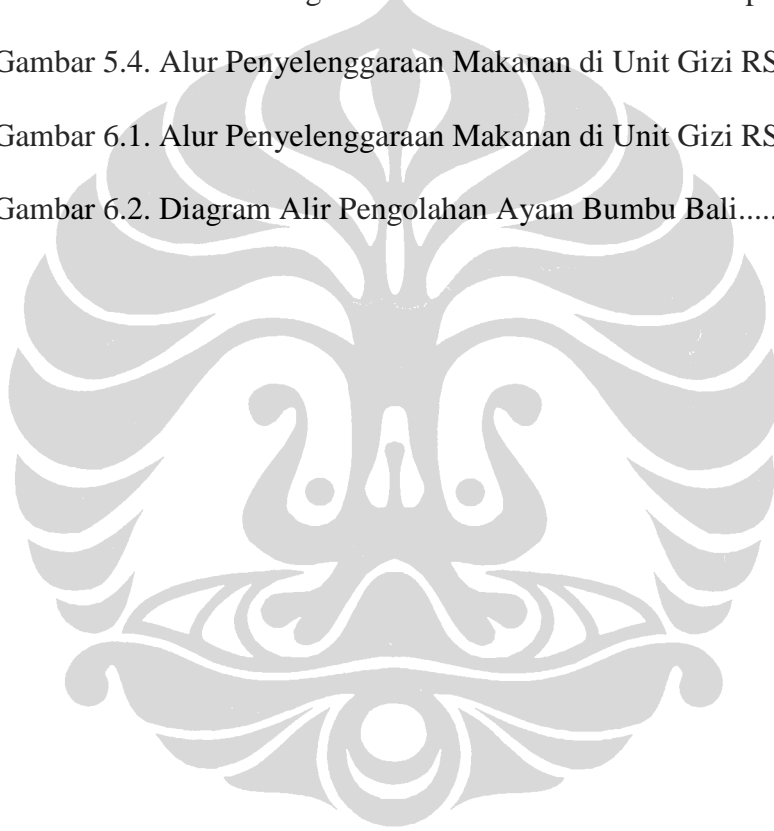 Gambar 5.4. Alur Penyelenggaraan Makanan di Unit Gizi RS
Gambar 6.1. Alur Penyelenggaraan Makanan di Unit Gizi RS
Gambar 6.2. Diagram Alir Pengolahan Ayam Bumbu Bali.....